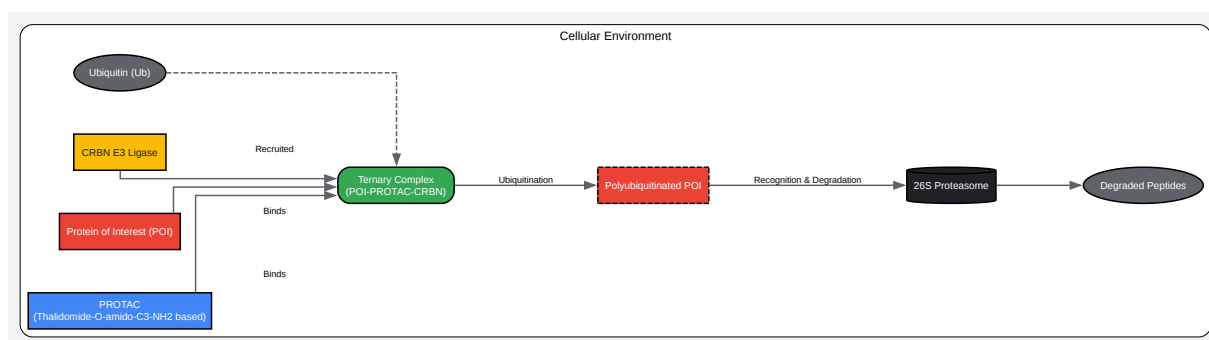 Cellular Environment
Ubiquitin (Ub)
CRBN E3 Ligase
Recruited
Ternary Complex
(POI-PROTAC-CRBN)
Ubiquitination
Polyubiquitinated POI
Recognition & Degradation
26S Proteasome
Degraded Peptides
Protein of Interest (POI)
Binds
Binds
PROTAC
(Thalidomide-O-amido-C3-NH2 based)